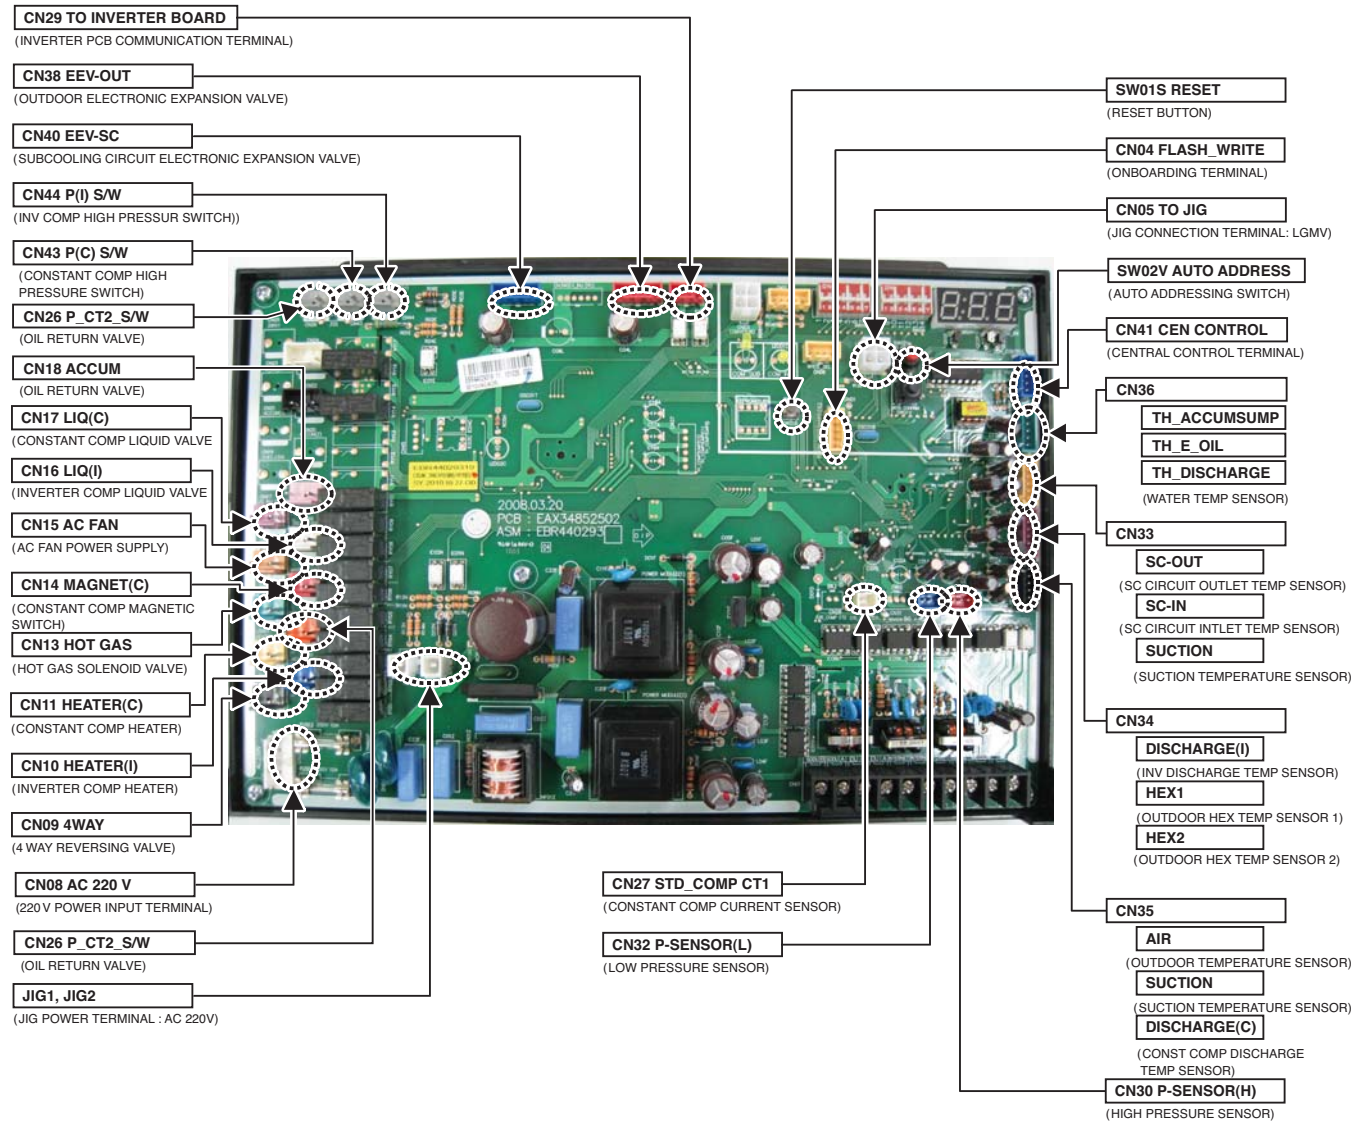 CN29 TO INVERTER BOARD
(INVERTER PCB COMMUNICATION TERMINAL)
CN38 EEV-OUT
(OUTDOOR ELECTRONIC EXPANSION VALVE)
CN40 EEV-SC
(SUBCOOLING CIRCUIT ELECTRONIC EXPANSION VALVE)
CN44 P(I) S/W
(INV COMP HIGH PRESSUR SWITCH))
CN43 P(C) S/W
(CONSTANT COMP HIGH
PRESSURE SWITCH)
CN26 P_CT2_S/W
(OIL RETURN VALVE)
CN18 ACCUM
(OIL RETURN VALVE)
CN17 LIQ(C)
(CONSTANT COMP LIQUID VALVE
CN16 LIQ(I)
(INVERTER COMP LIQUID VALVE
CN15 AC FAN
(AC FAN POWER SUPPLY)
CN14 MAGNET(C)
(CONSTANT COMP MAGNETIC
SWITCH)
CN13 HOT GAS
(HOT GAS SOLENOID VALVE)
CN11 HEATER(C)
(CONSTANT COMP HEATER)
CN10 HEATER(I)
(INVERTER COMP HEATER)
CN09 4WAY
(4 WAY REVERSING VALVE)
CN08 AC 220 V
(220 V POWER INPUT TERMINAL)
CN26 P_CT2_S/W
(OIL RETURN VALVE)
JIG1, JIG2
(JIG POWER TERMINAL : AC 220V)
2008.03.20
PCB : EAX34852502
ASM : EBR440293
CN27 STD_COMP CT1
(CONSTANT COMP CURRENT SENSOR)
CN32 P-SENSOR(L)
(LOW PRESSURE SENSOR)
SW01S RESET
(RESET BUTTON)
CN04 FLASH_WRITE
(ONBOARDING TERMINAL)
CN05 TO JIG
(JIG CONNECTION TERMINAL: LGMV)
SW02V AUTO ADDRESS
(AUTO ADDRESSING SWITCH)
CN41 CEN CONTROL
(CENTRAL CONTROL TERMINAL)
CN36
TH_ACCUMSUMP
TH_E_OIL
TH_DISCHARGE
(WATER TEMP SENSOR)
CN33
SC-OUT
(SC CIRCUIT OUTLET TEMP SENSOR)
SC-IN
(SC CIRCUIT INTLET TEMP SENSOR)
SUCTION
(SUCTION TEMPERATURE SENSOR)
CN34
DISCHARGE(I)
(INV DISCHARGE TEMP SENSOR)
HEX1
(OUTDOOR HEX TEMP SENSOR 1)
HEX2
(OUTDOOR HEX TEMP SENSOR 2)
CN35
AIR
(OUTDOOR TEMPERATURE SENSOR)
SUCTION
(SUCTION TEMPERATURE SENSOR)
DISCHARGE(C)
(CONST COMP DISCHARGE
TEMP SENSOR)
CN30 P-SENSOR(H)
(HIGH PRESSURE SENSOR)